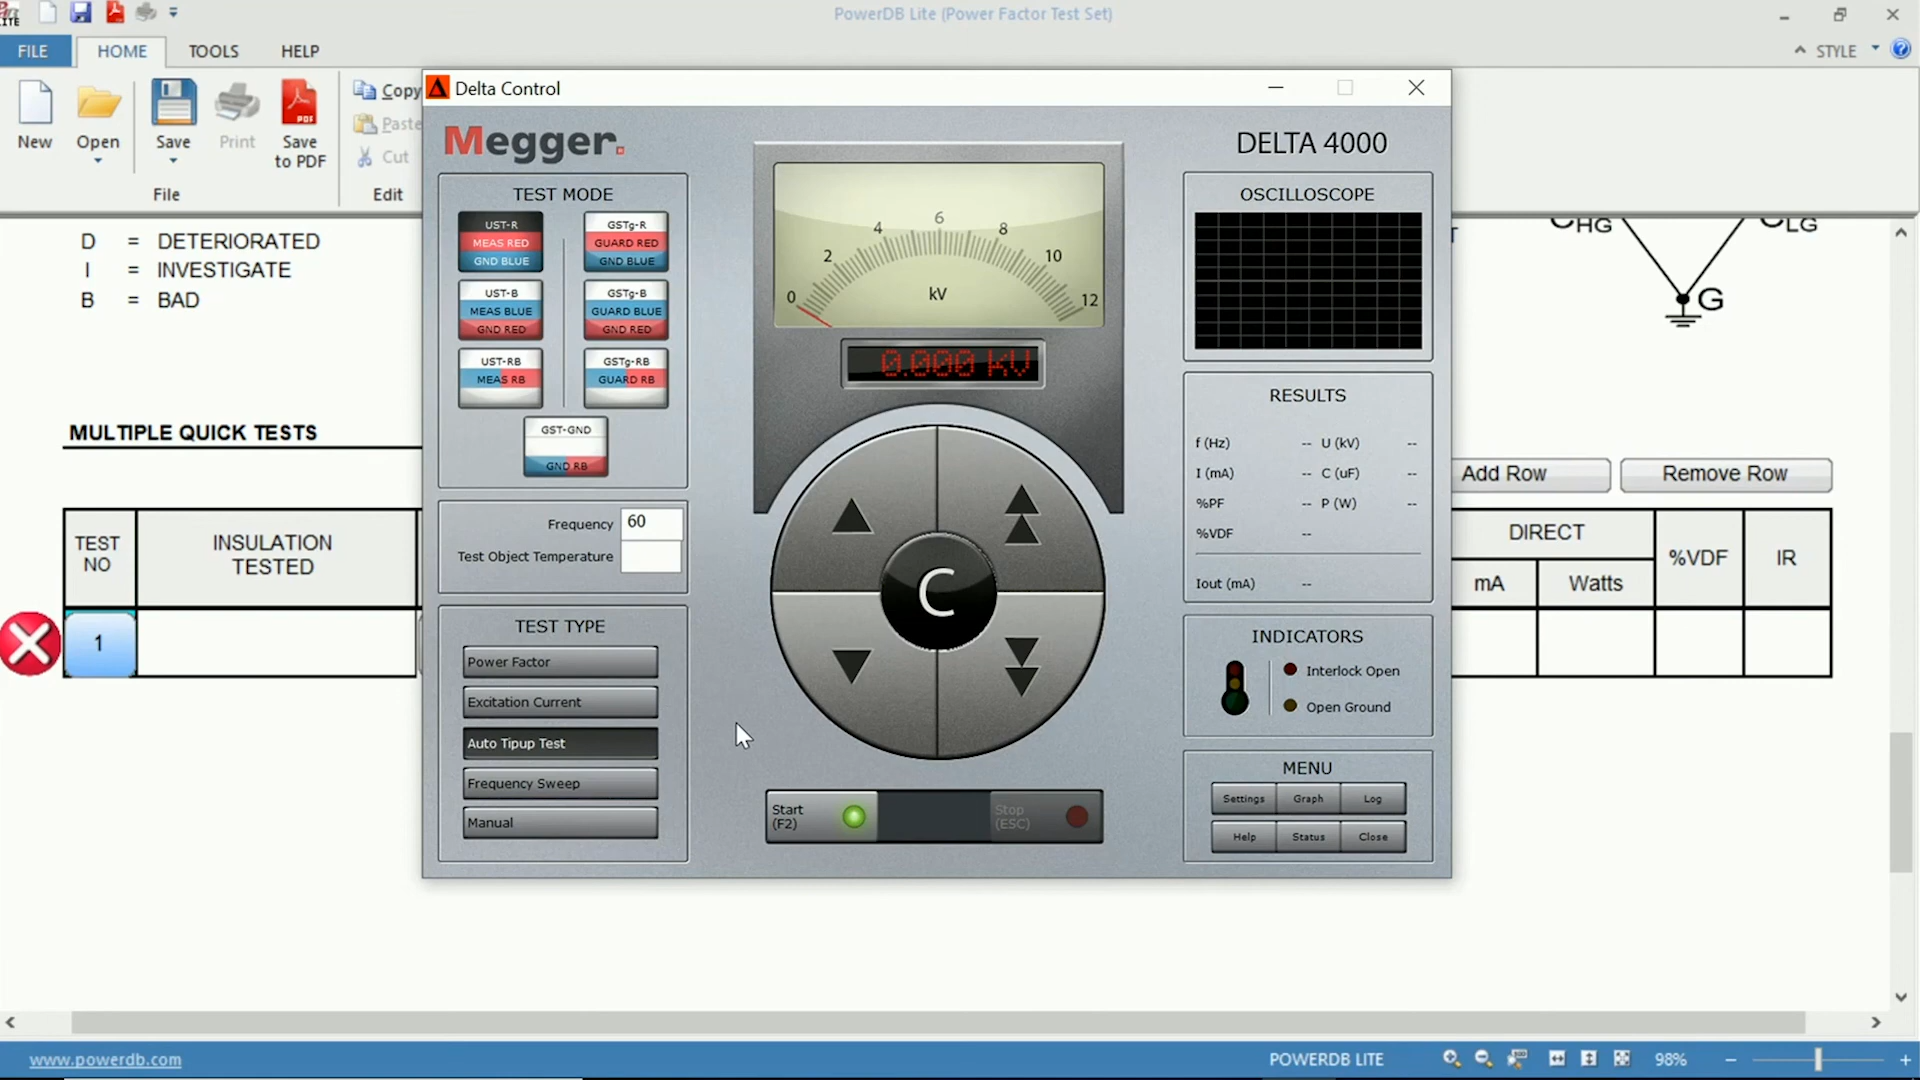 PowerDB Lite (Power Factor Test Set)
FILE
HOME
TOOLS
HELP
STYLE
New
Open
Save
Print
Save
to PDF
Copy
Paste
Cut
File
Edit
D = DETERIORATED
I = INVESTIGATE
B = BAD
MULTIPLE QUICK TESTS
TEST
NO
INSULATION
TESTED
1
Delta Control
Megger.
DELTA 4000
TEST MODE
UST-R
MEAS RED
GND BLUE
GSTg-R
GUARD RED
GND BLUE
UST-B
MEAS BLUE
GND RED
GSTg-B
GUARD BLUE
GND RED
UST-RB
MEAS RB
GSTg-RB
GUARD RB
GST-GND
GND RB
Frequency 60
Test Object Temperature
TEST TYPE
Power Factor
Excitation Current
Auto Tipup Test
Frequency Sweep
Manual
0 2 4 6 8 10 12
kV
0.000 kV
C
Start
(F2)
Stop
(ESC)
OSCILLOSCOPE
RESULTS
f (Hz) -- U (kV) --
I (mA) -- C (uF) --
%PF -- P (W) --
%VDF --
Iout (mA) --
INDICATORS
Interlock Open
Open Ground
MENU
Settings Graph Log
Help Status Close
CHG
CLG
G
Add Row
Remove Row
DIRECT
mA
Watts
%VDF
IR
www.powerdb.com
POWERDB LITE
98%